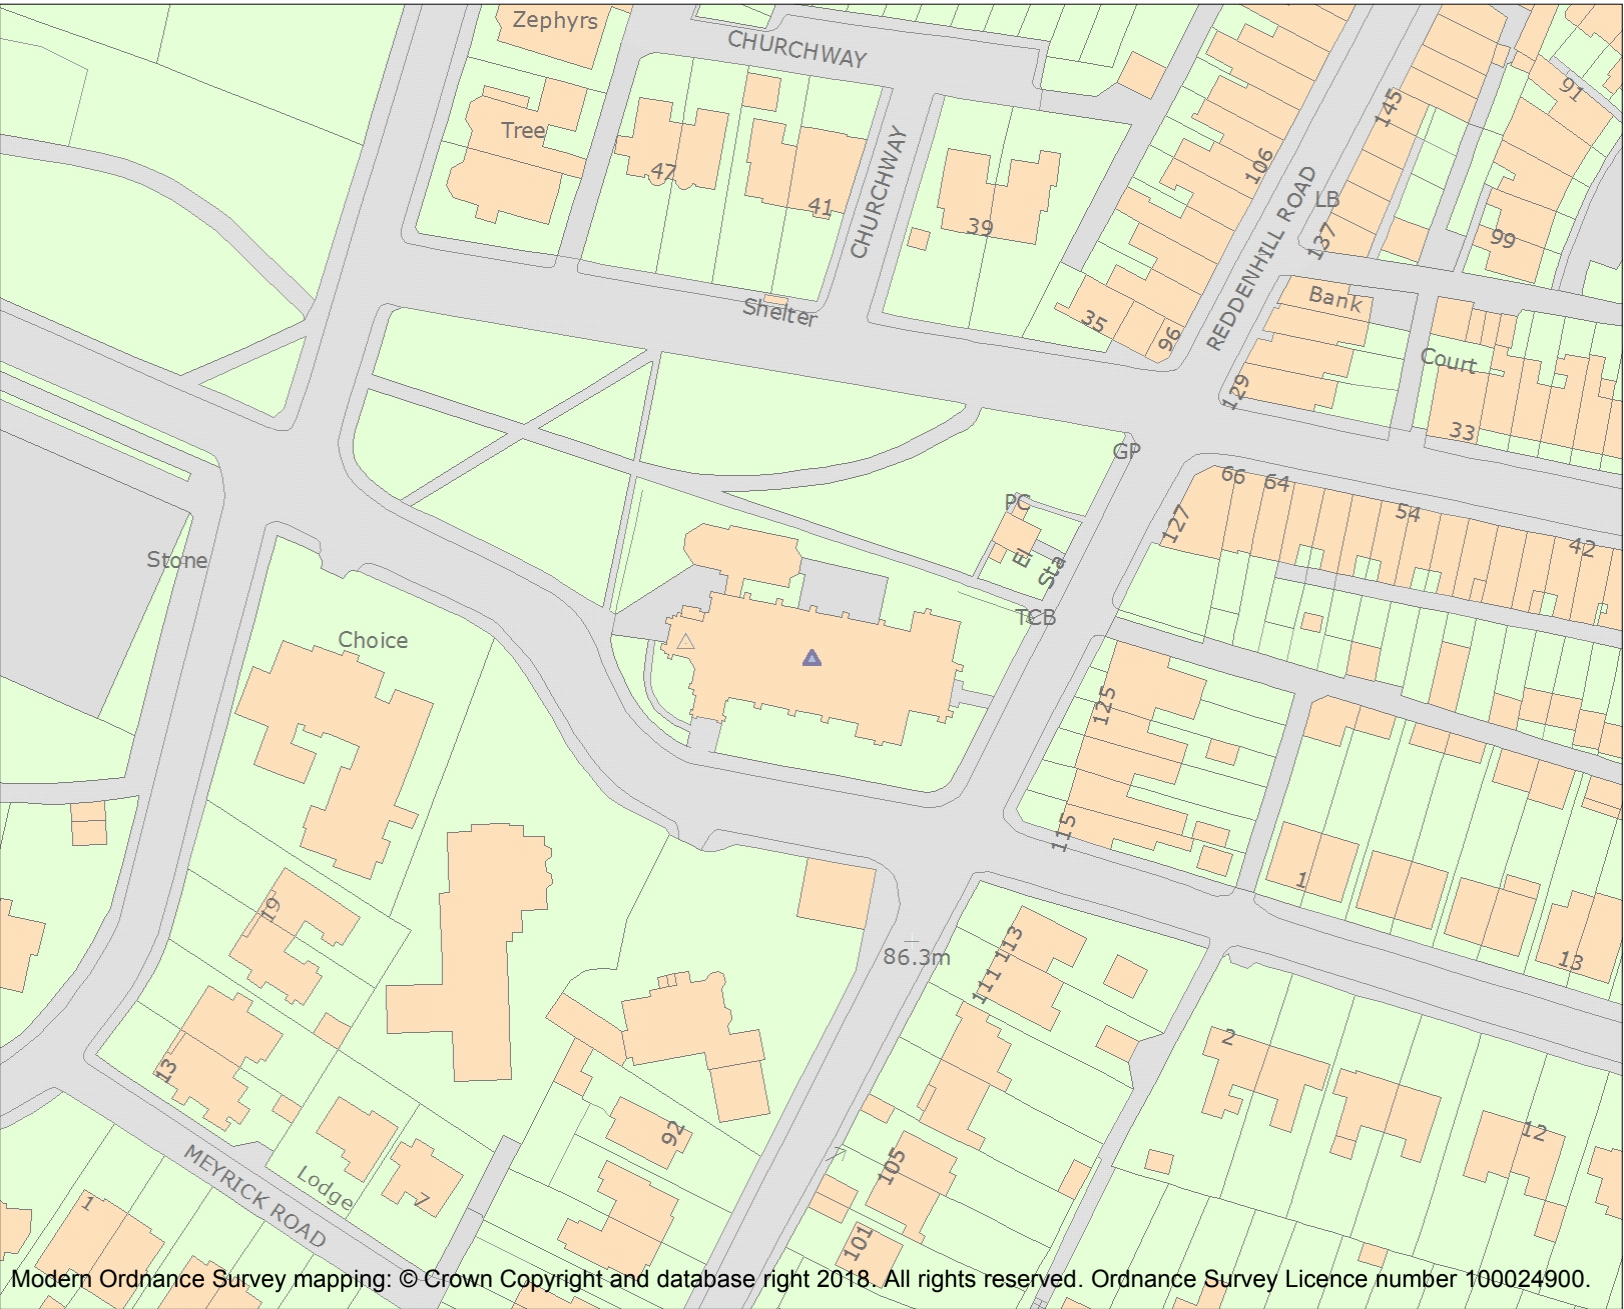 Zephyrs
CHURCHWAY
91
145
Tree
CHURCHWAY
106
47
LB
41
39
REDDENHILL ROAD
137
99
Bank
Shelter
35
96
Court
129
33
GP
66
64
PC
54
127
42
El
Sta
Stone
TCB
Choice
125
115
1
19
113
86.3m
13
111
2
13
12
92
105
MEYRICK ROAD
Lodge
7
1
101
Modern Ordnance Survey mapping: © Crown Copyright and database right 2018. All rights reserved. Ordnance Survey Licence number 100024900.